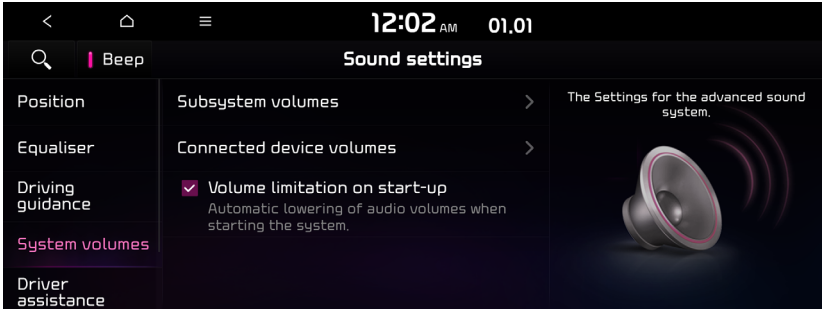 12:02 AM 01.01
Beep
Sound settings
Position
Equaliser
Driving
guidance
System volumes
Driver
assistance
Subsystem volumes
Connected device volumes
Volume limitation on start-up
Automatic lowering of audio volumes when
starting the system.
The Settings for the advanced sound
system.